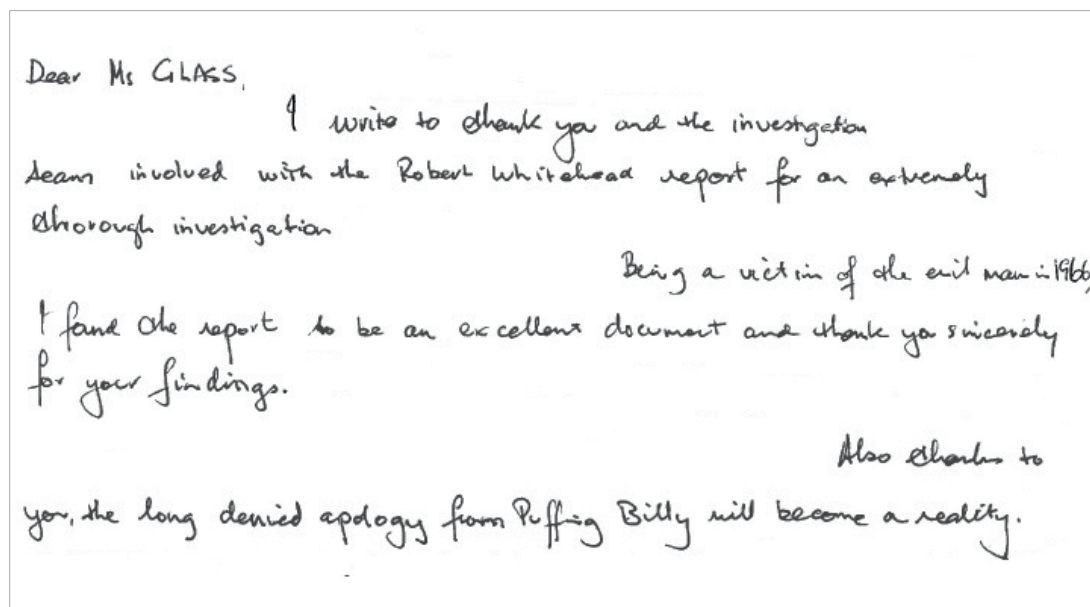 Dear Ms GLASS,
I write to thank you and the investigation
team involved with the Robert Whitehead report for an extremely
thorough investigation
Being a victim of the evil man in 1966,
I found the report to be an excellent document and thank you sincerely
for your findings.
Also thanks to
you, the long denied apology from Puffing Billy will become a reality.